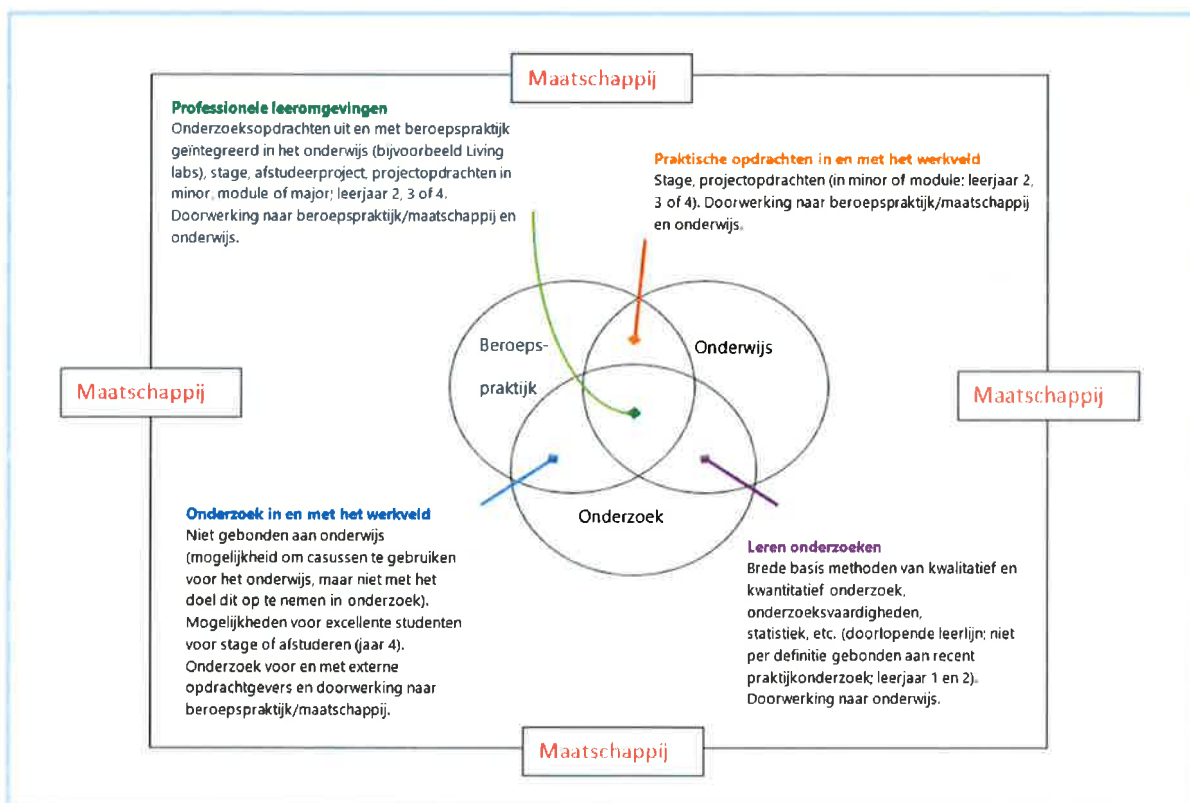 Maatschappij
Professionele leeromgevingen
Onderzoeksopdrachten uit en met beroepspraktijk
geïntegreerd in het onderwijs (bijvoorbeeld Living
labs), stage, afstudeerproject, projectopdrachten in
minor, module of major; leerjaar 2, 3 of 4.
Doorwerking naar beroepspraktijk/maatschappij en
onderwijs.
Praktische opdrachten in en met het werkveld
Stage, projectopdrachten (in minor of module: leerjaar 2,
3 of 4). Doorwerking naar beroepspraktijk/maatschappij
en onderwijs.
Beroeps-
praktijk
Onderwijs
Maatschappij
Maatschappij
Onderzoek
Onderzoek in en met het werkveld
Niet gebonden aan onderwijs
(mogelijkheid om casussen te gebruiken
voor het onderwijs, maar niet met het
doel dit op te nemen in onderzoek).
Mogelijkheden voor excellente studenten
voor stage of afstuderen (jaar 4).
Onderzoek voor en met externe
opdrachtgevers en doorwerking naar
beroepspraktijk/maatschappij.
Leren onderzoeken
Brede basis methoden van kwalitatief en
kwantitatief onderzoek,
onderzoeksvaardigheden,
statistiek, etc. (doorlopende leerlijn; niet
per definitie gebonden aan recent
praktijkonderzoek; leerjaar 1 en 2).
Doorwerking naar onderwijs.
Maatschappij